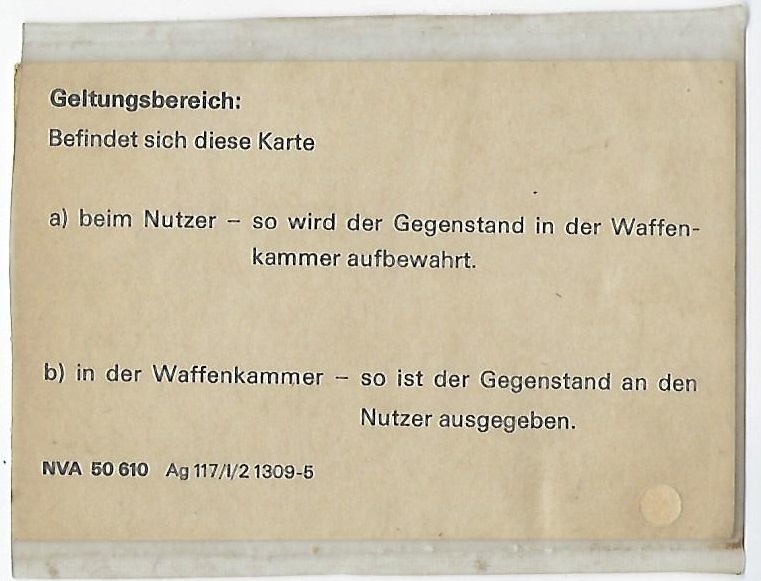 Geltungsbereich:
Befindet sich diese Karte
a) beim Nutzer – so wird der Gegenstand in der Waffen-
kammer aufbewahrt.
b) in der Waffenkammer – so ist der Gegenstand an den
Nutzer ausgegeben.
NVA 50 610 Ag 117/I/2 1309-5